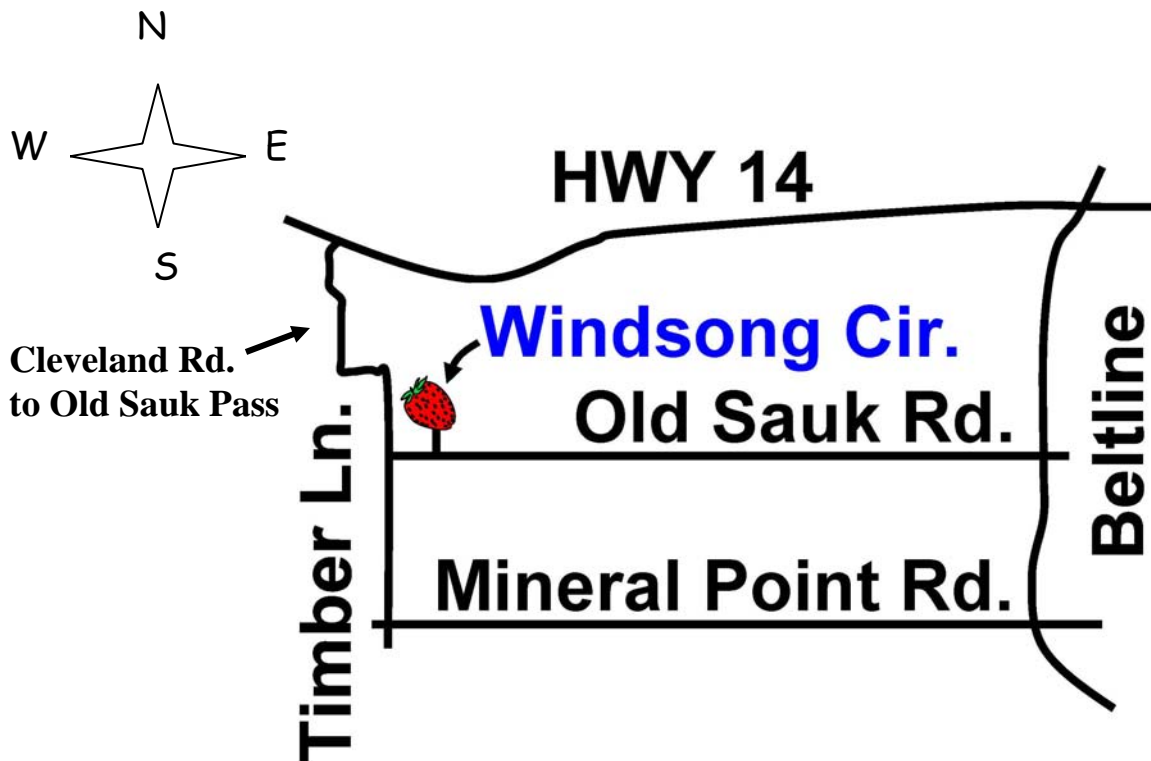 N
W
E
S
HWY 14
Windsong Cir.
Cleveland Rd.
to Old Sauk Pass
Old Sauk Rd.
Beltline
Timber Ln.
Mineral Point Rd.